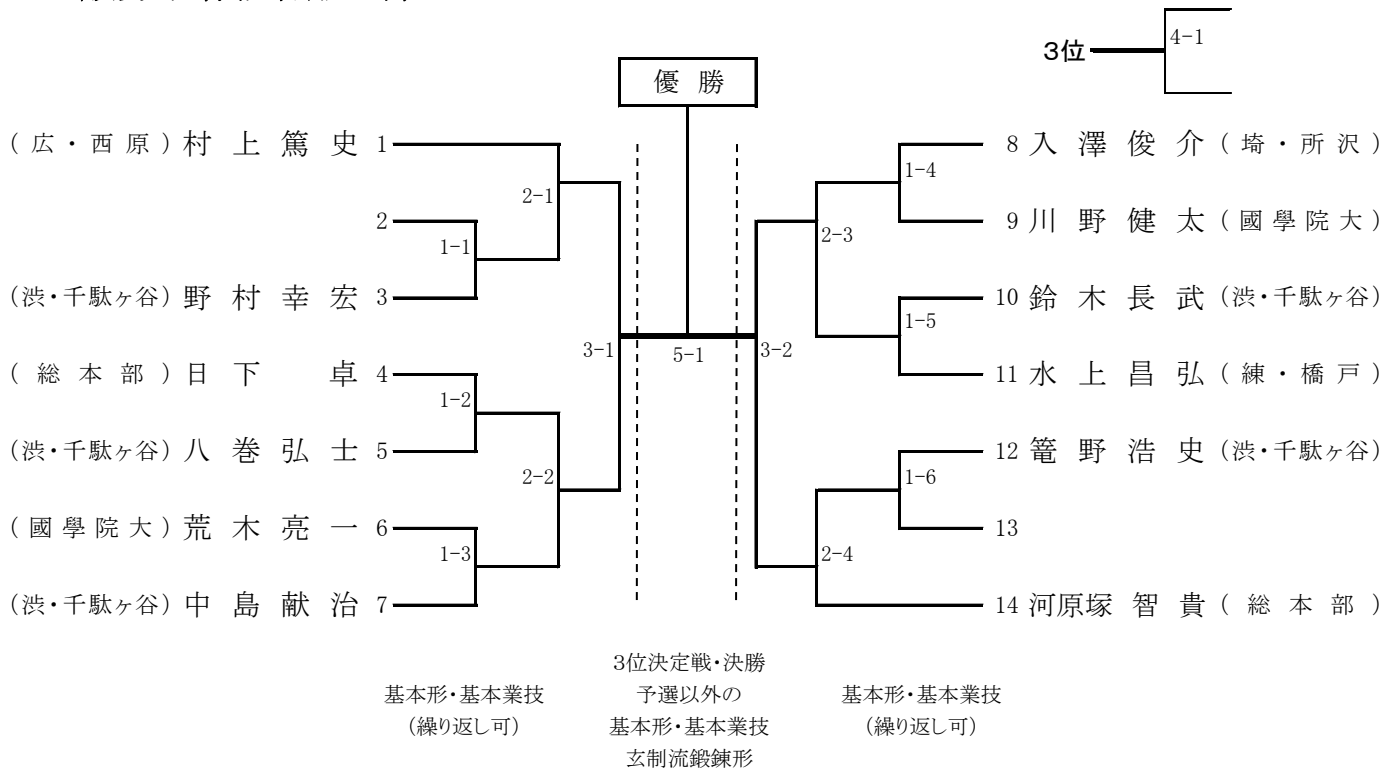 3位 4-1
優 勝
(広・西原) 村上篤史 1
2
(渋・千駄ヶ谷) 野村幸宏 3
(総本部) 日下 卓 4
(渋・千駄ヶ谷) 八巻弘士 5
(國學院大) 荒木亮一 6
(渋・千駄ヶ谷) 中島献治 7
1-1
1-2
1-3
2-1
2-2
3-1
5-1
3-2
2-3
2-4
1-4
1-5
1-6
8 入澤俊介 (埼・所沢)
9 川野健太 (國學院大)
10 鈴木長武 (渋・千駄ヶ谷)
11 水上昌弘 (練・橋戸)
12 篭野浩史 (渋・千駄ヶ谷)
13
14 河原塚智貴 (総本部)
基本形・基本業技
(繰り返し可)
3位決定戦・決勝
予選以外の
基本形・基本業技
玄制流鍛錬形
基本形・基本業技
(繰り返し可)